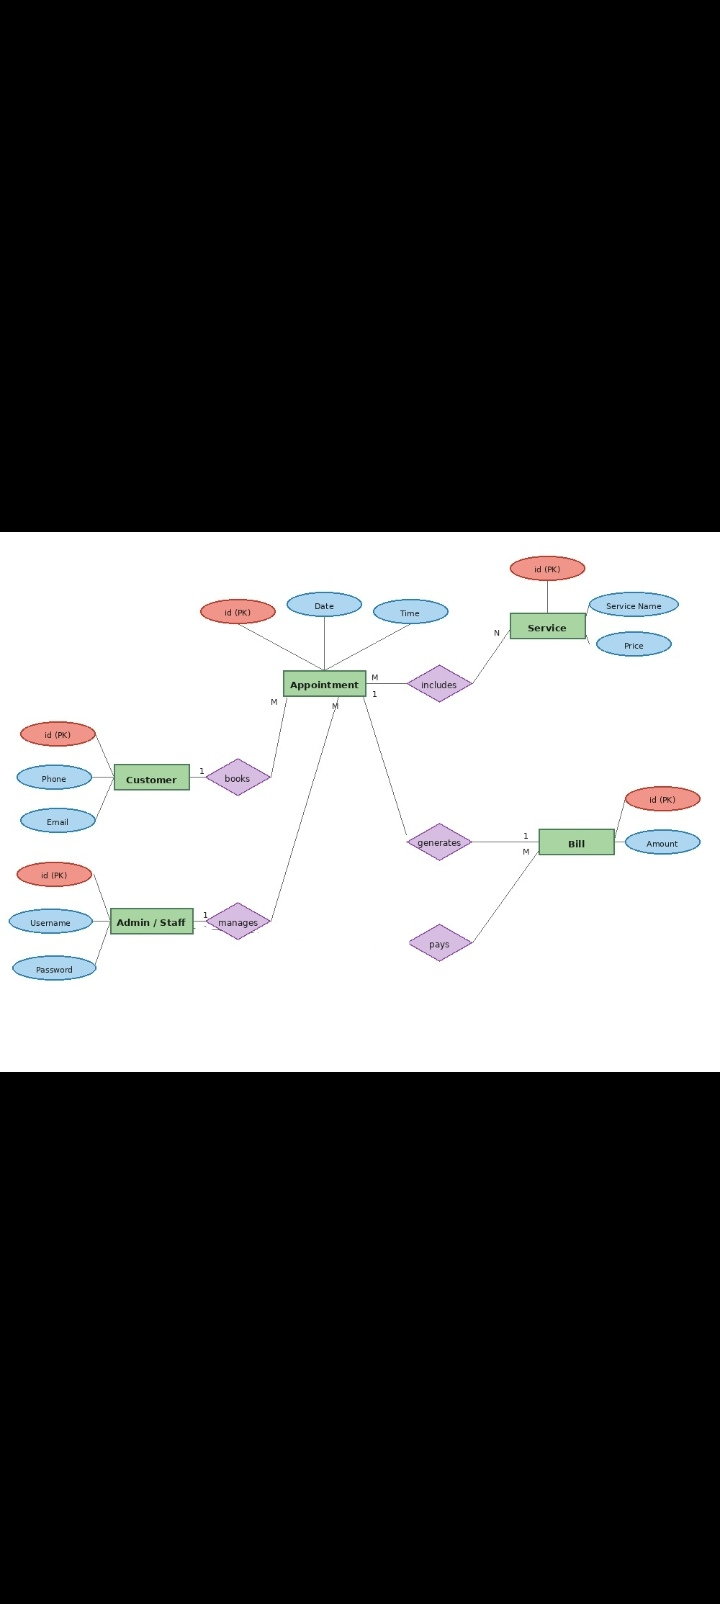 id (PK)
Service Name
id (PK)
Date
Time
Service
N
Price
Appointment
M
includes
1
M
M
id (PK)
Phone
Customer
1
books
Email
id (PK)
1
generates
1
Bill
Amount
M
id (PK)
Username
Admin / Staff
1
manages
pays
Password